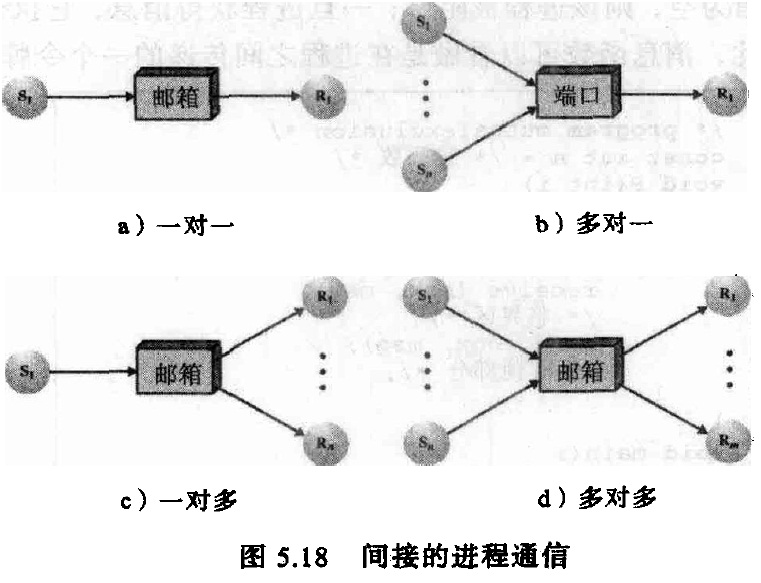 S₁
邮箱
R₁
a）一对一
S₁
Sₙ
端口
R₁
b）多对一
S₁
邮箱
R₁
Rₙ
c）一对多
S₁
Sₙ
邮箱
R₁
Rₘ
d）多对多
图 5.18 间接的进程通信